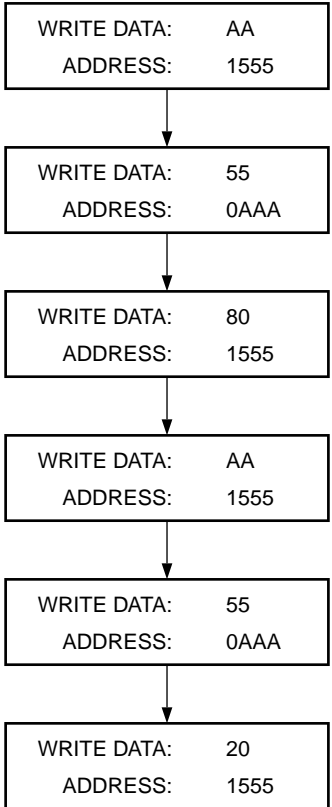 WRITE DATA: AA
ADDRESS: 1555
WRITE DATA: 55
ADDRESS: 0AAA
WRITE DATA: 80
ADDRESS: 1555
WRITE DATA: AA
ADDRESS: 1555
WRITE DATA: 55
ADDRESS: 0AAA
WRITE DATA: 20
ADDRESS: 1555